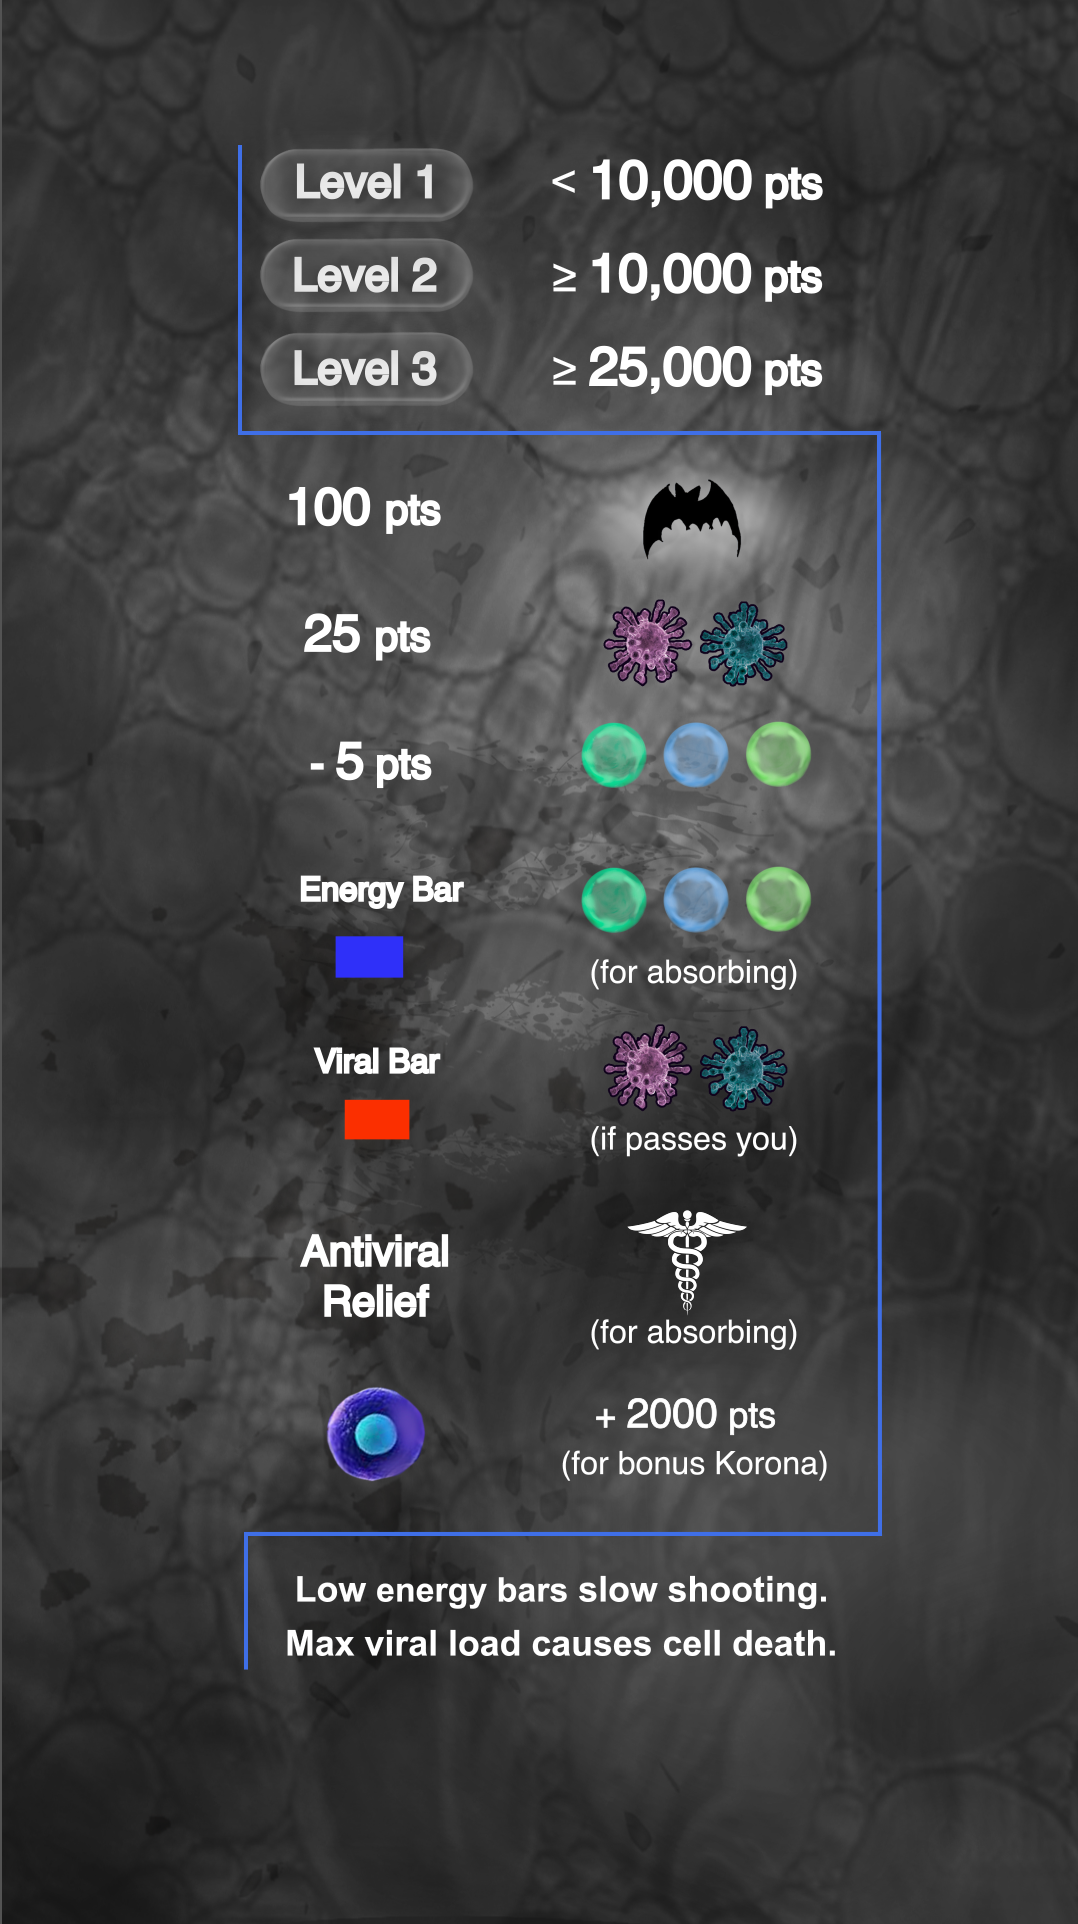 Level 1 < 10,000 pts
Level 2 ≥ 10,000 pts
Level 3 ≥ 25,000 pts
100 pts
25 pts
- 5 pts
Energy Bar
(for absorbing)
Viral Bar
(if passes you)
Antiviral
Relief
(for absorbing)
+ 2000 pts
(for bonus Korona)
Low energy bars slow shooting.
Max viral load causes cell death.